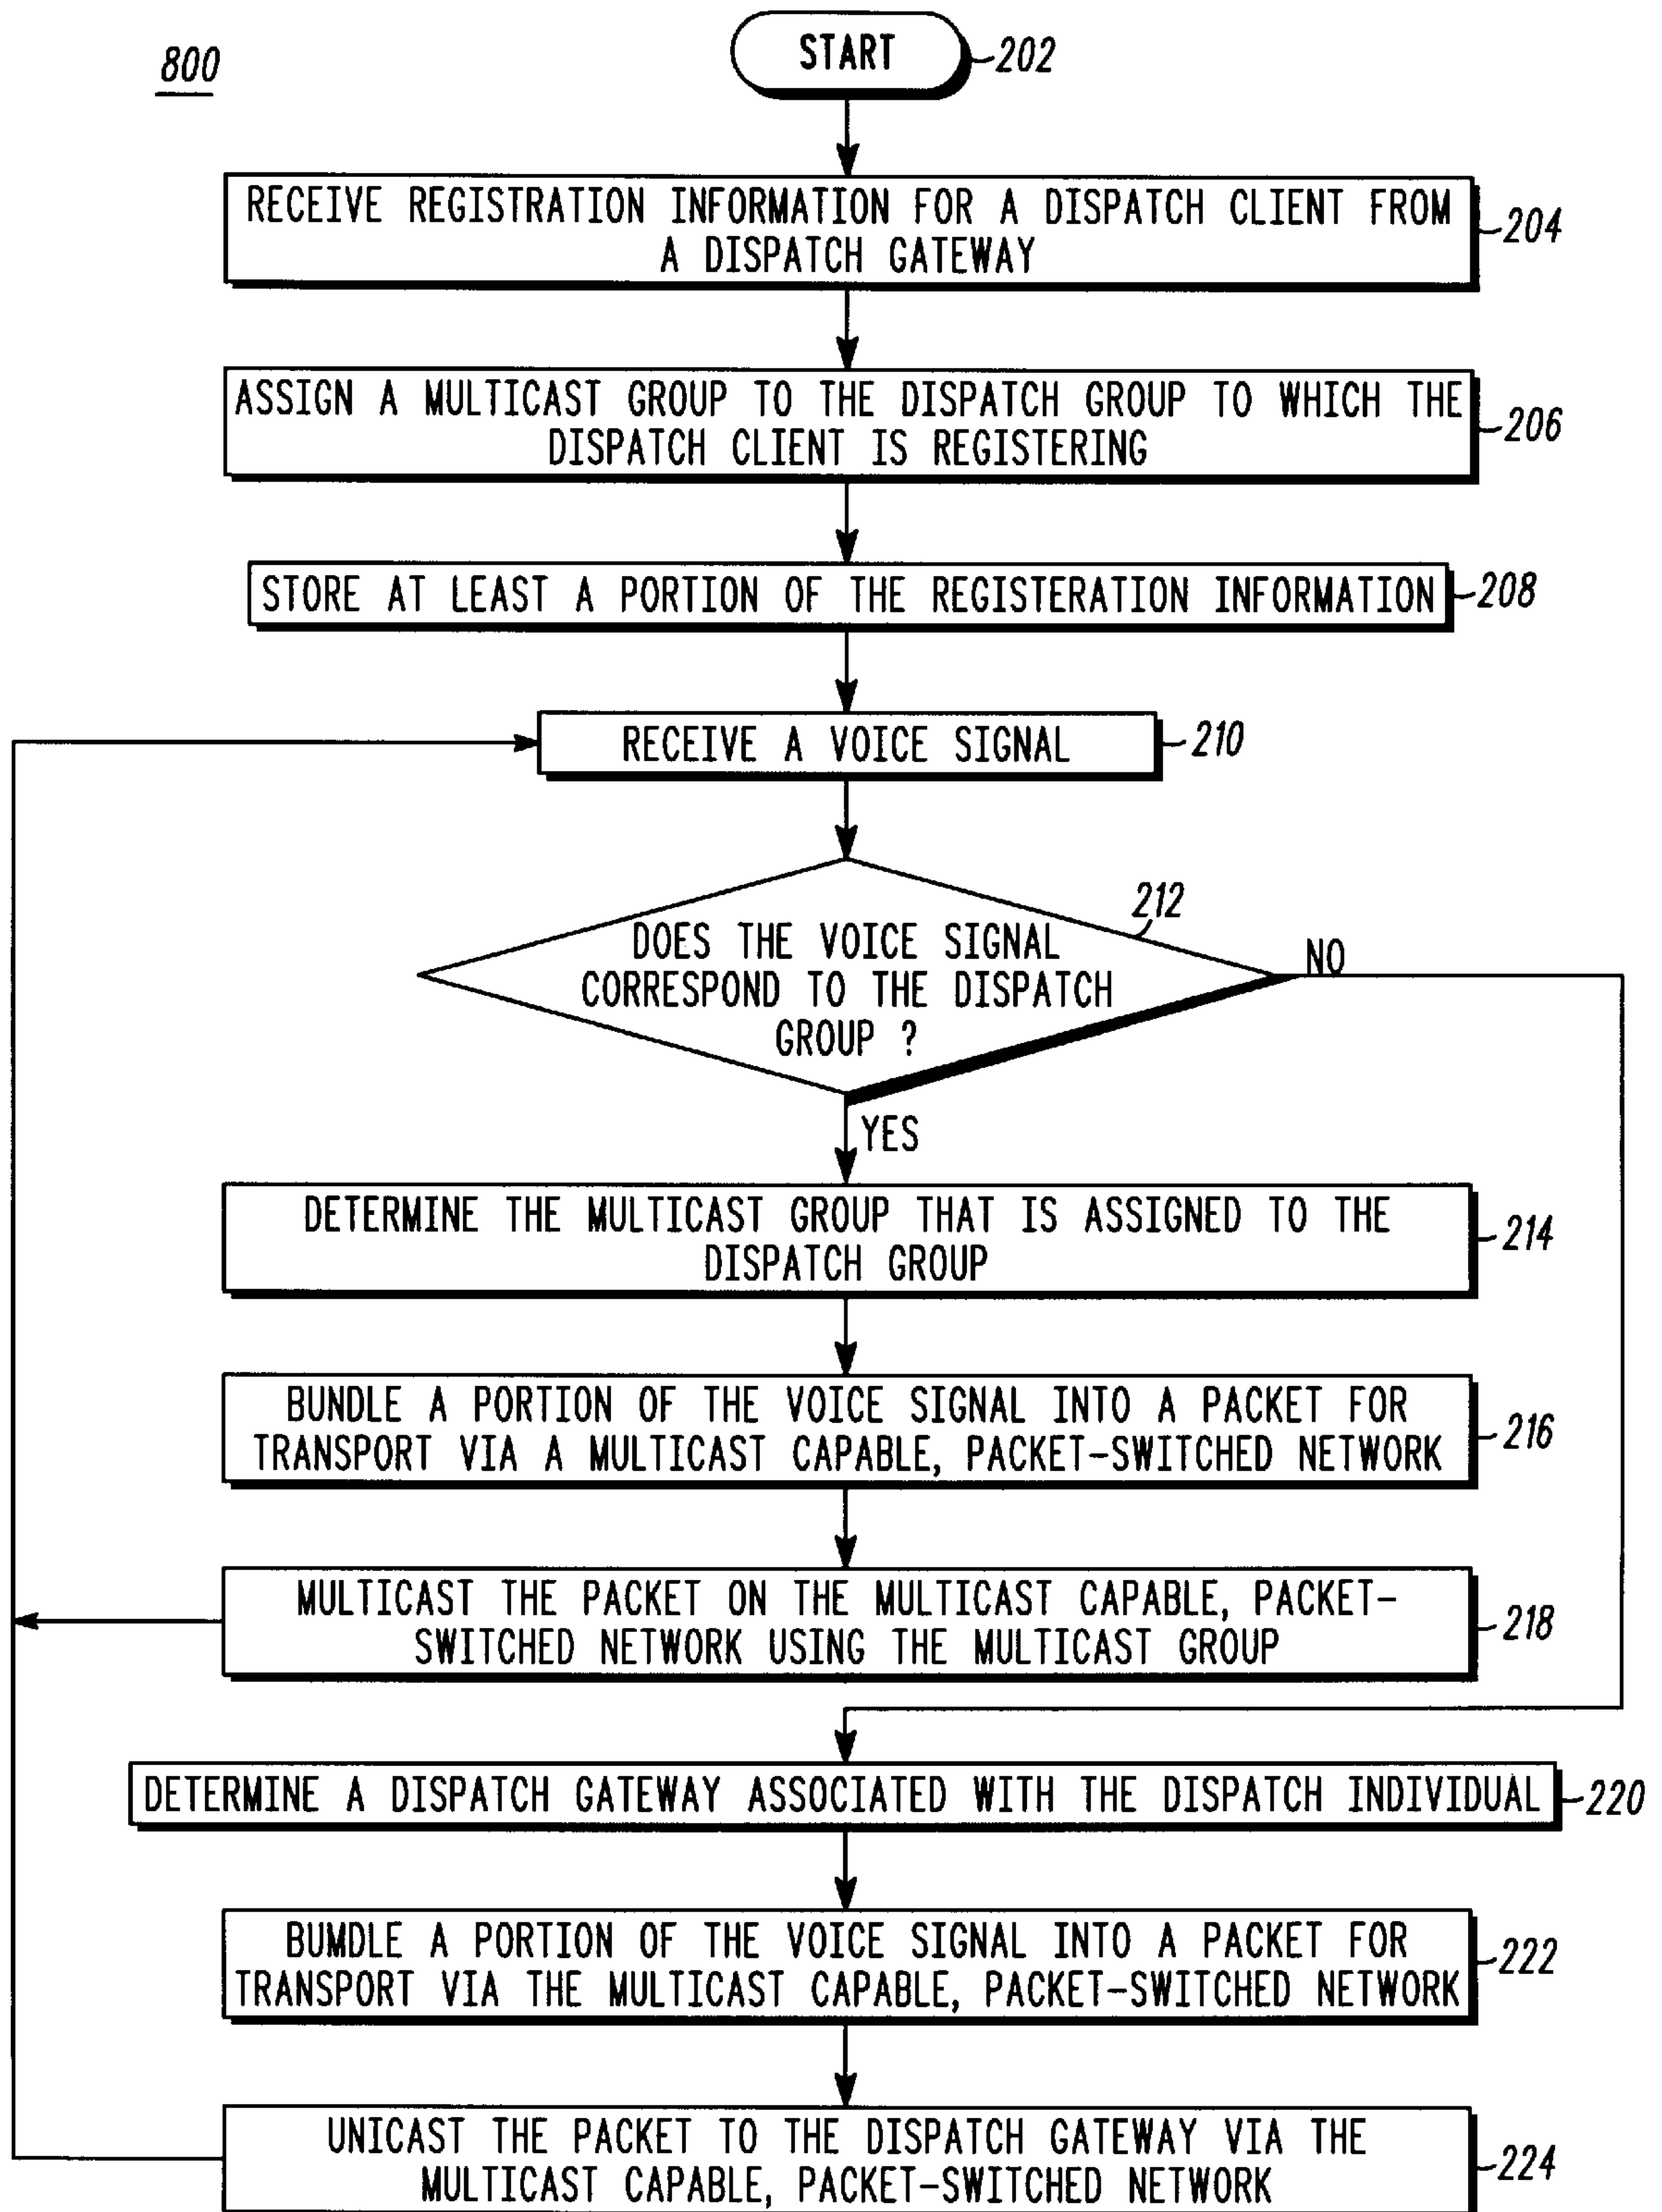 800
START
202
RECEIVE REGISTRATION INFORMATION FOR A DISPATCH CLIENT FROM
A DISPATCH GATEWAY
204
ASSIGN A MULTICAST GROUP TO THE DISPATCH GROUP TO WHICH THE
DISPATCH CLIENT IS REGISTERING
206
STORE AT LEAST A PORTION OF THE REGISTERATION INFORMATION
208
RECEIVE A VOICE SIGNAL
210
212
DOES THE VOICE SIGNAL
CORRESPOND TO THE DISPATCH
GROUP ?
NO
YES
DETERMINE THE MULTICAST GROUP THAT IS ASSIGNED TO THE
DISPATCH GROUP
214
BUNDLE A PORTION OF THE VOICE SIGNAL INTO A PACKET FOR
TRANSPORT VIA A MULTICAST CAPABLE, PACKET-SWITCHED NETWORK
216
MULTICAST THE PACKET ON THE MULTICAST CAPABLE, PACKET-
SWITCHED NETWORK USING THE MULTICAST GROUP
218
DETERMINE A DISPATCH GATEWAY ASSOCIATED WITH THE DISPATCH INDIVIDUAL
220
BUMDLE A PORTION OF THE VOICE SIGNAL INTO A PACKET FOR
TRANSPORT VIA THE MULTICAST CAPABLE, PACKET-SWITCHED NETWORK
222
UNICAST THE PACKET TO THE DISPATCH GATEWAY VIA THE
MULTICAST CAPABLE, PACKET-SWITCHED NETWORK
224